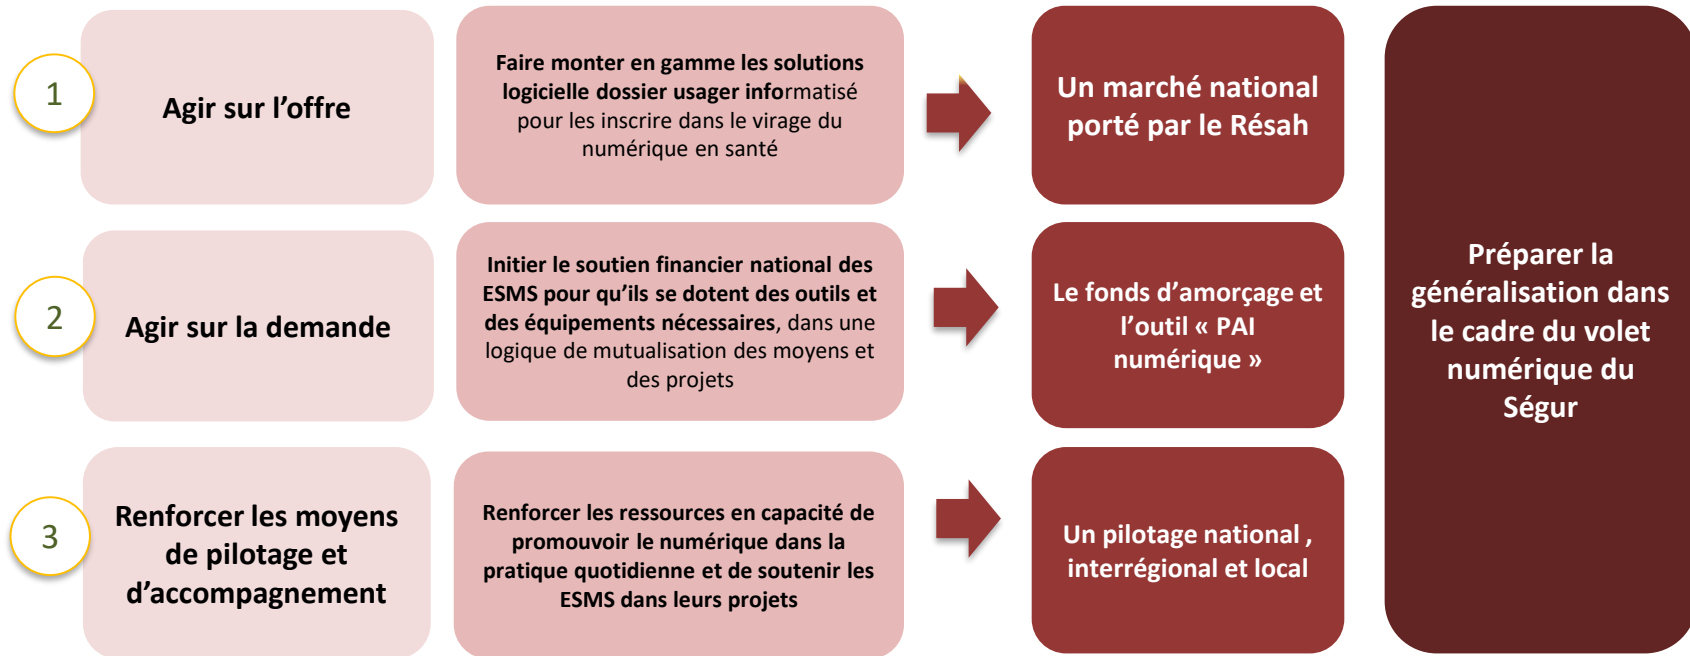 1
Agir sur l’offre
Faire monter en gamme les solutions
logicielle dossier usager informatisé
pour les inscrire dans le virage du
numérique en santé
Un marché national
porté par le Résah
2
Agir sur la demande
Initier le soutien financier national des
ESMS pour qu’ils se dotent des outils et
des équipements nécessaires, dans une
logique de mutualisation des moyens et
des projets
Le fonds d’amorçage et
l’outil « PAI
numérique »
3
Renforcer les moyens
de pilotage et
d’accompagnement
Renforcer les ressources en capacité de
promouvoir le numérique dans la
pratique quotidienne et de soutenir les
ESMS dans leurs projets
Un pilotage national ,
interrégional et local
Préparer la
généralisation dans
le cadre du volet
numérique du
Ségur